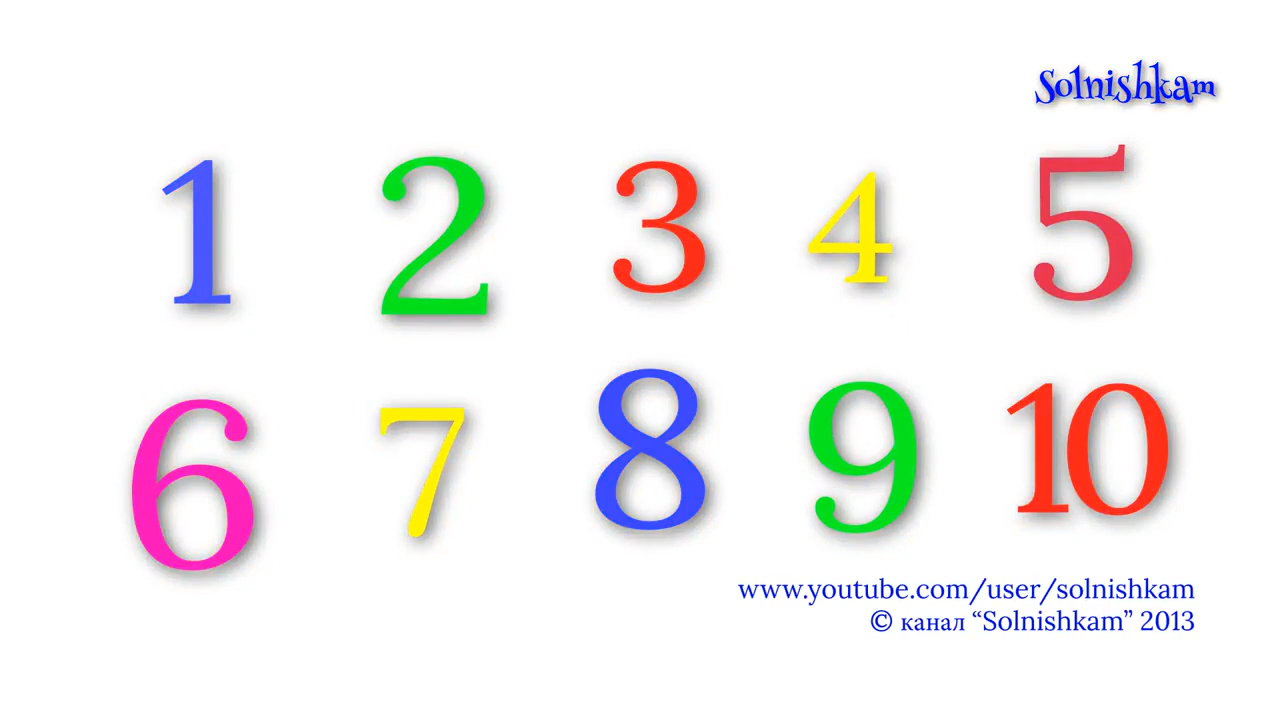 Solnishkam
1 2 3 4 5
6 7 8 9 10
www.youtube.com/user/solnishkam
© канал “Solnishkam” 2013